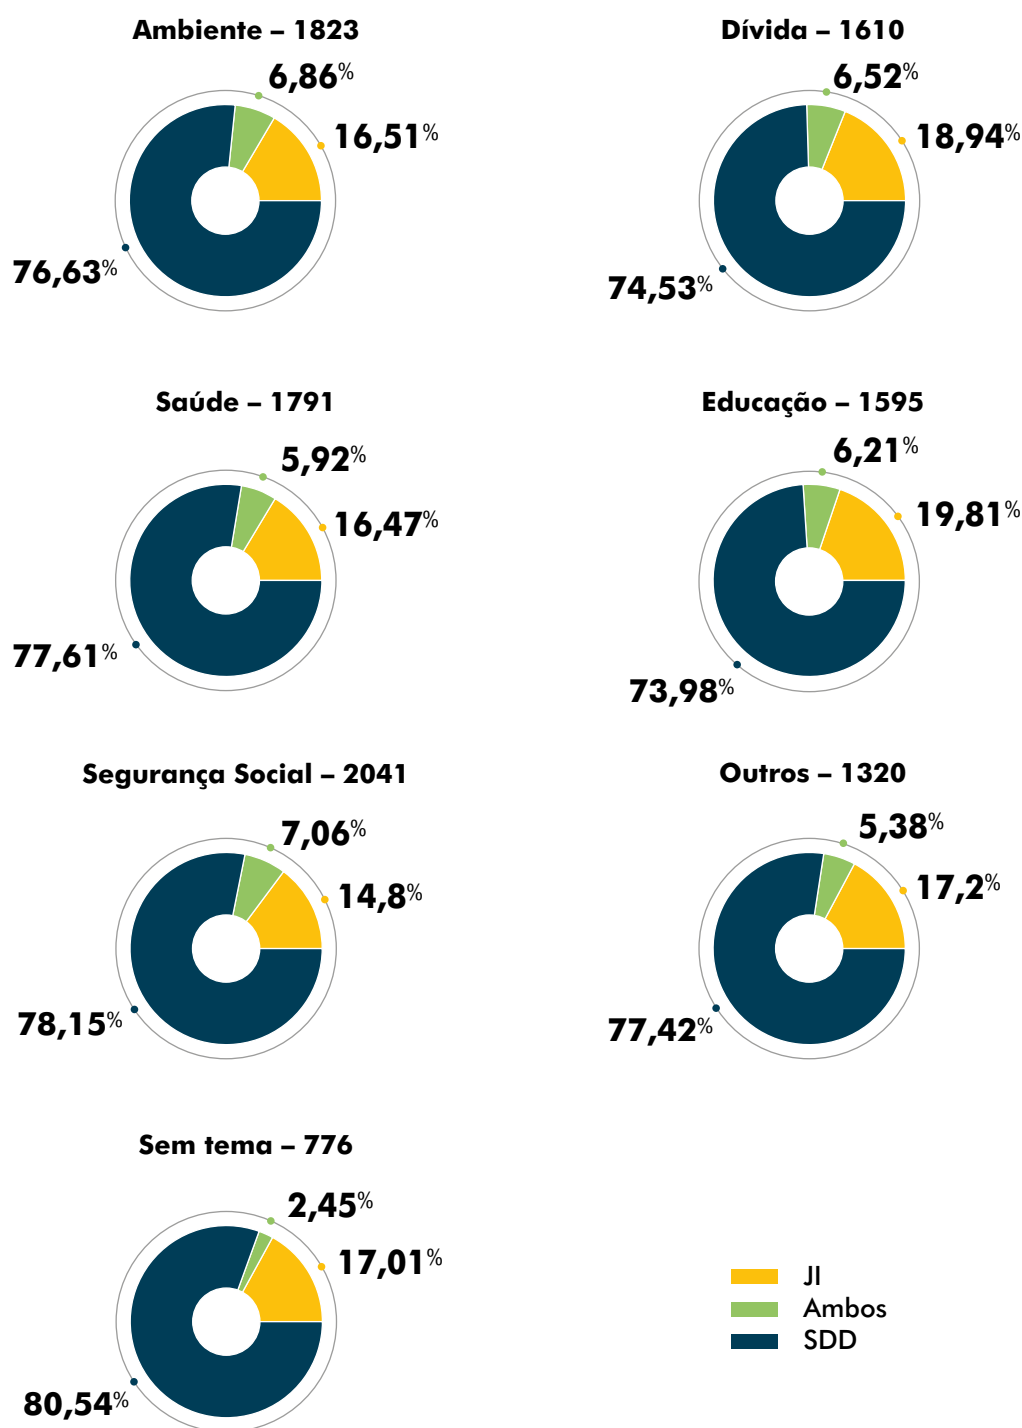 Ambiente – 1823
6,86%
16,51%
76,63%
Dívida – 1610
6,52%
18,94%
74,53%
Saúde – 1791
5,92%
16,47%
77,61%
Educação – 1595
6,21%
19,81%
73,98%
Segurança Social – 2041
7,06%
14,8%
78,15%
Outros – 1320
5,38%
17,2%
77,42%
Sem tema – 776
2,45%
17,01%
80,54%
JI
Ambos
SDD